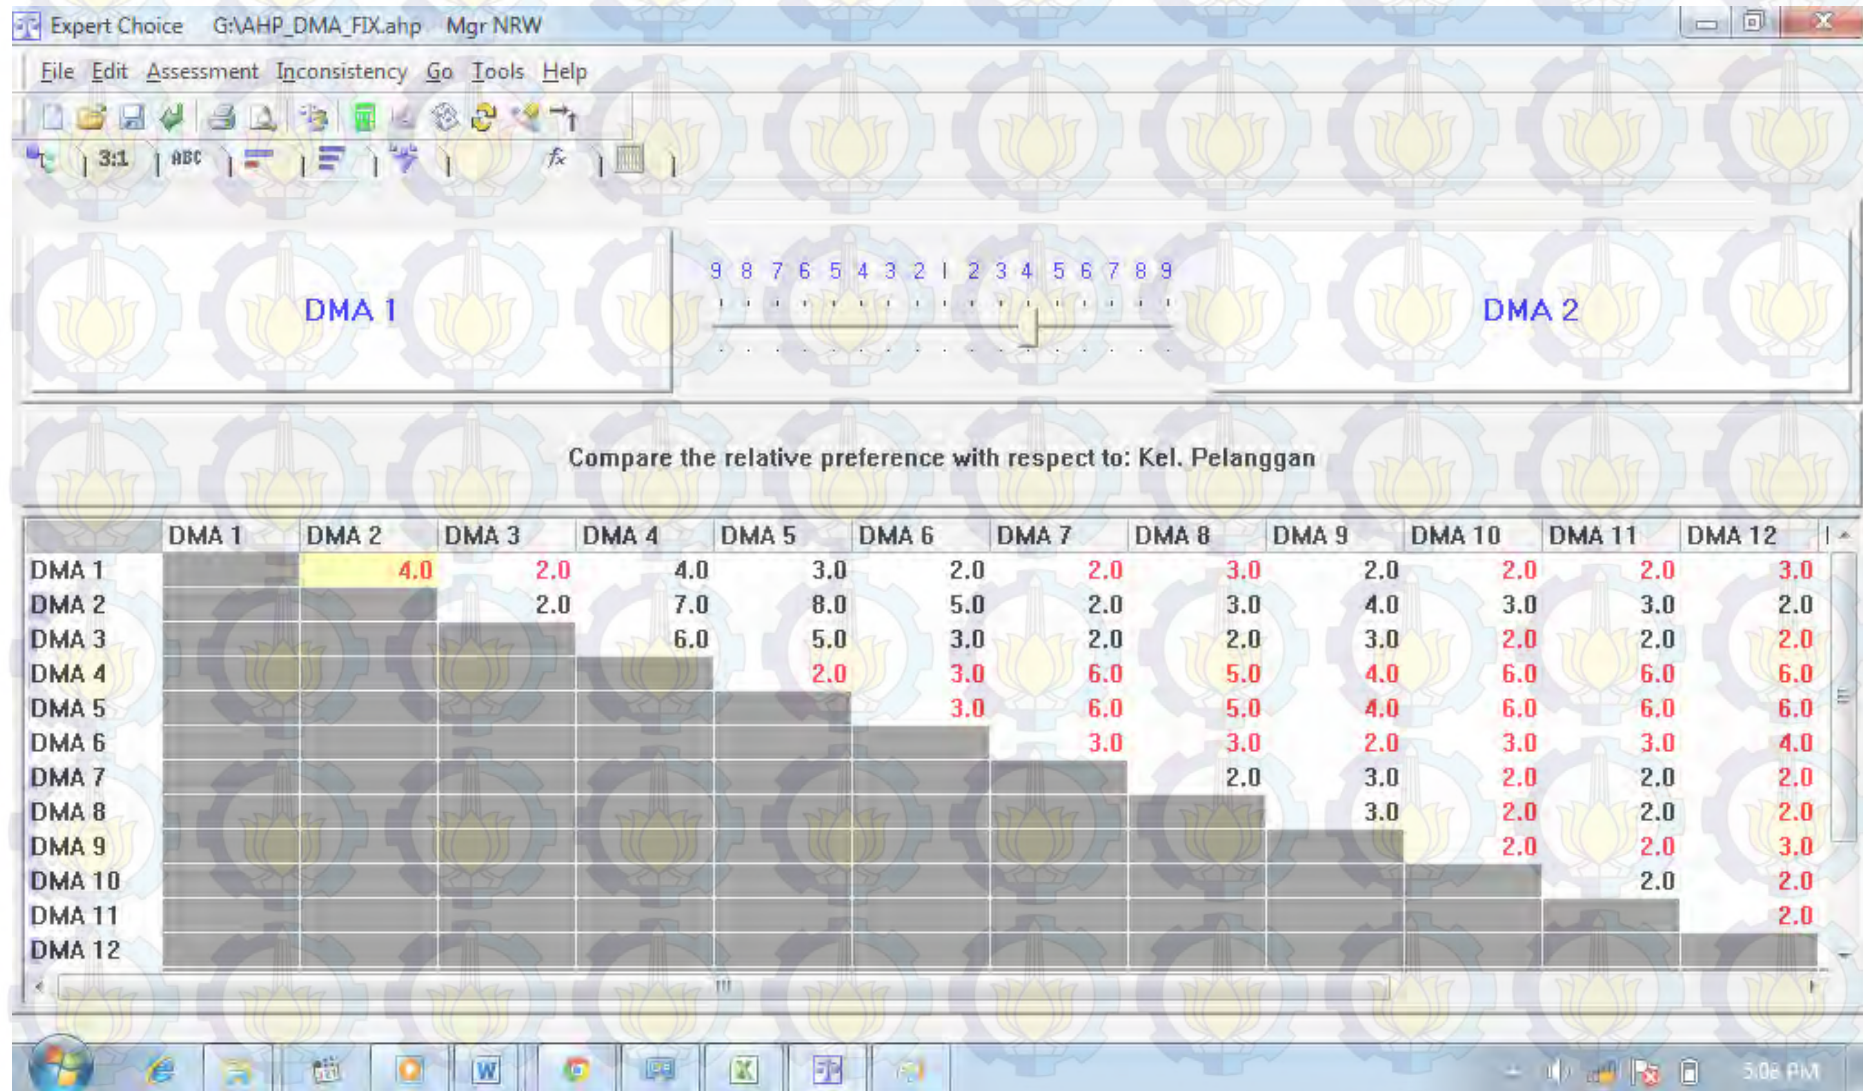 Expert Choice G:\AHP_DMA_FIX.ahp Mgr NRW
File Edit Assessment Inconsistency Go Tools Help
3:1 ABC fx
9 8 7 6 5 4 3 2 1 2 3 4 5 6 7 8 9
DMA 1 DMA 2
Compare the relative preference with respect to: Kel. Pelanggan
DMA 1 DMA 2 DMA 3 DMA 4 DMA 5 DMA 6 DMA 7 DMA 8 DMA 9 DMA 10 DMA 11 DMA 12
DMA 1 4.0 2.0 4.0 3.0 2.0 2.0 3.0 2.0 2.0 2.0 3.0
DMA 2 2.0 7.0 8.0 5.0 2.0 3.0 4.0 3.0 3.0 2.0
DMA 3 6.0 5.0 3.0 2.0 2.0 3.0 2.0 2.0 2.0
DMA 4 2.0 3.0 6.0 5.0 4.0 6.0 6.0 6.0
DMA 5 3.0 6.0 5.0 4.0 6.0 6.0 6.0
DMA 6 3.0 3.0 2.0 3.0 3.0 4.0
DMA 7 2.0 3.0 2.0 2.0 2.0
DMA 8 3.0 2.0 2.0 2.0
DMA 9 2.0 2.0 3.0
DMA 10 2.0 2.0
DMA 11 2.0
DMA 12
5:08 PM